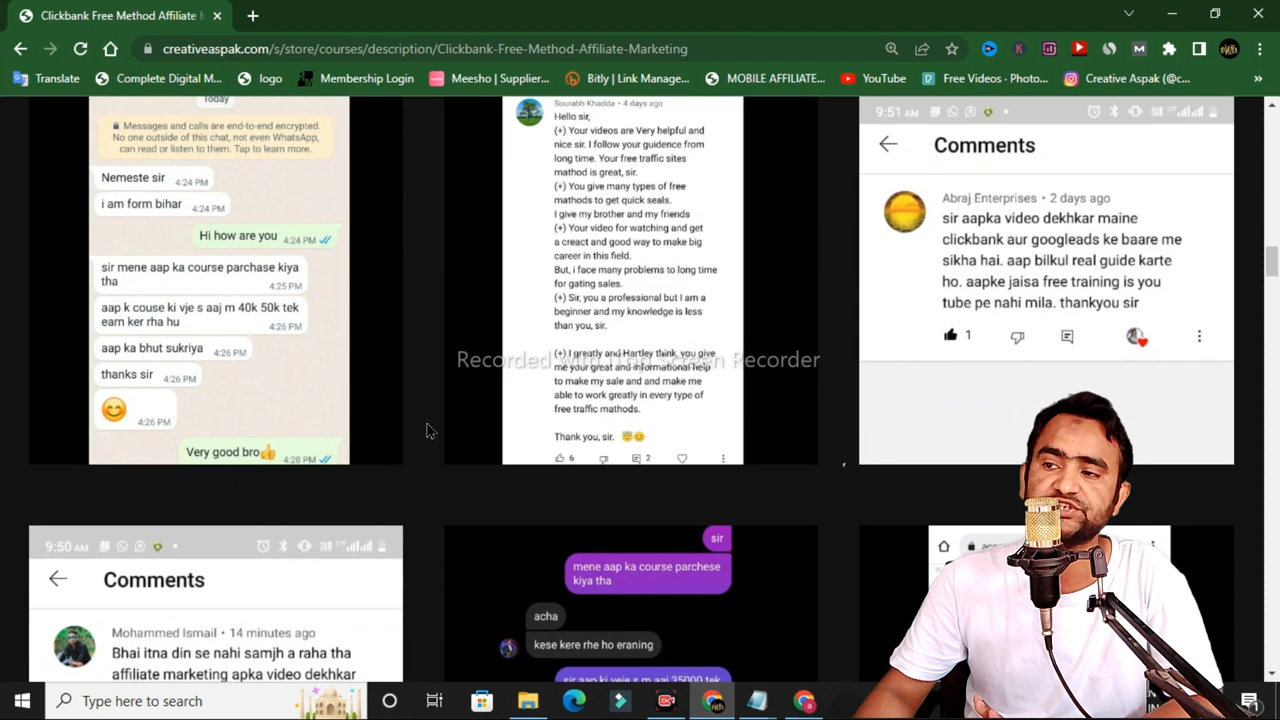 Clickbank Free Method Affiliate M
creativeaspak.com/s/store/courses/description/Clickbank-Free-Method-Affiliate-Marketing
Translate
Complete Digital M...
logo
Membership Login
Meesho | Supplier...
Bitly | Link Manage...
MOBILE AFFILIATE...
YouTube
Free Videos · Photo...
Creative Aspak (@c...
Today
Messages and calls are end-to-end encrypted.
No one outside of this chat, not even WhatsApp,
can read or listen to them. Tap to learn more.
Nemeste sir 4:24 PM
i am form bihar 4:24 PM
Hi how are you 4:24 PM
sir mene aap ka course parchase kiya
tha 4:25 PM
aap k couse ki vje s aaj m 40k 50k tek
earn ker rha hu 4:26 PM
aap ka bhut sukriya 4:26 PM
thanks sir 4:26 PM
😊 4:26 PM
Very good bro👍 4:28 PM
Sourabh Khadda • 4 days ago
Hello sir,
(+) Your videos are Very helpful and
nice sir. I follow your guidence from
long time. Your free traffic sites
mathod is great, sir.
(+) You give many types of free
mathods to get quick seals.
I give my brother and my friends
(+) Your video for watching and get
a creact and good way to make big
career in this field.
But, i face many problems to long time
for gating sales.
(+) Sir, you a professional but I am a
beginner and my knowledge is less
than you, sir.
(+) I greatly and Hartley think, you give
me your great and informational help
to make my sale and and make me
able to work greatly in every type of
free traffic mathods.
Thank you, sir. 😇😊
6 2
9:51 AM
Comments
Abraj Enterprises • 2 days ago
sir aapka video dekhkar maine
clickbank aur googleads ke baare me
sikha hai. aap bilkul real guide karte
ho. aapke jaisa free training is you
tube pe nahi mila. thankyou sir
1
Recorded with iTop Screen Recorder
9:50 AM
Comments
Mohammed Ismail • 14 minutes ago
Bhai itna din se nahi samjh a raha tha
affiliate marketing apka video dekhkar
sir
mene aap ka course parchese
kiya tha
acha
kese kere rhe ho eraning
sir aap ki veje s m aaj 35000 tek
Type here to search